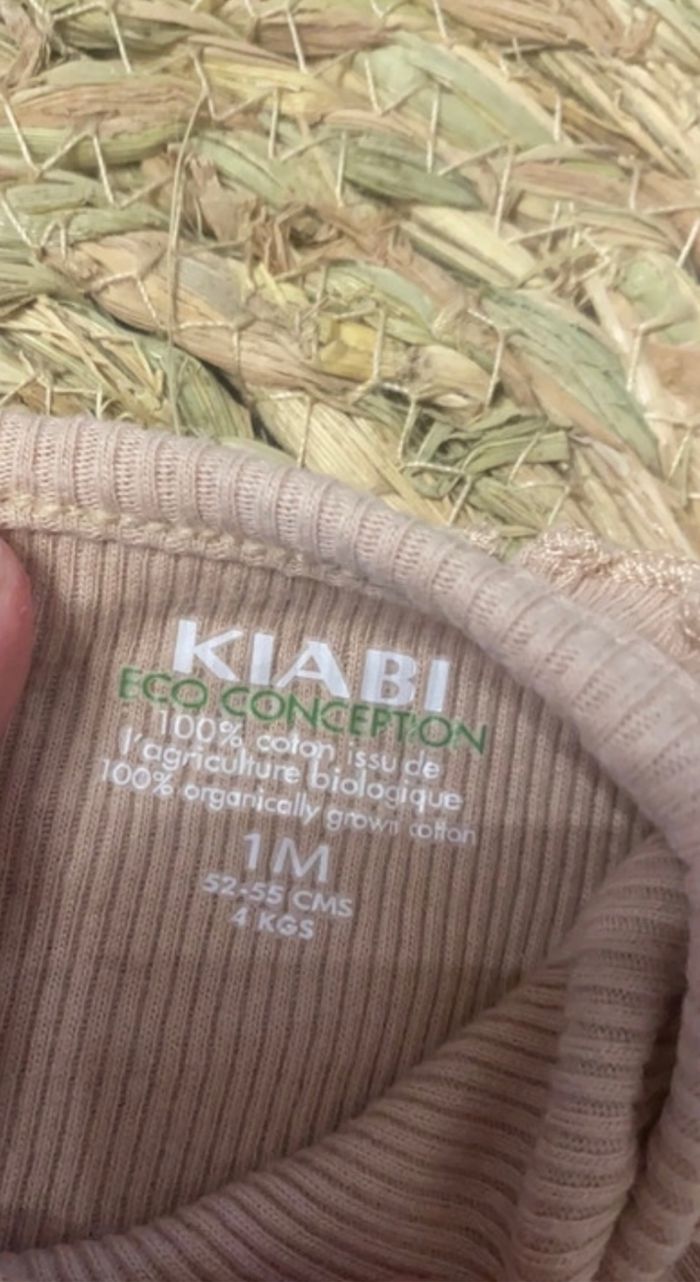 KIABI
ECO CONCEPTION
100% coton issu de
l'agriculture biologique
100% organically grown cotton
1M
52-55 CMS
4 KGS